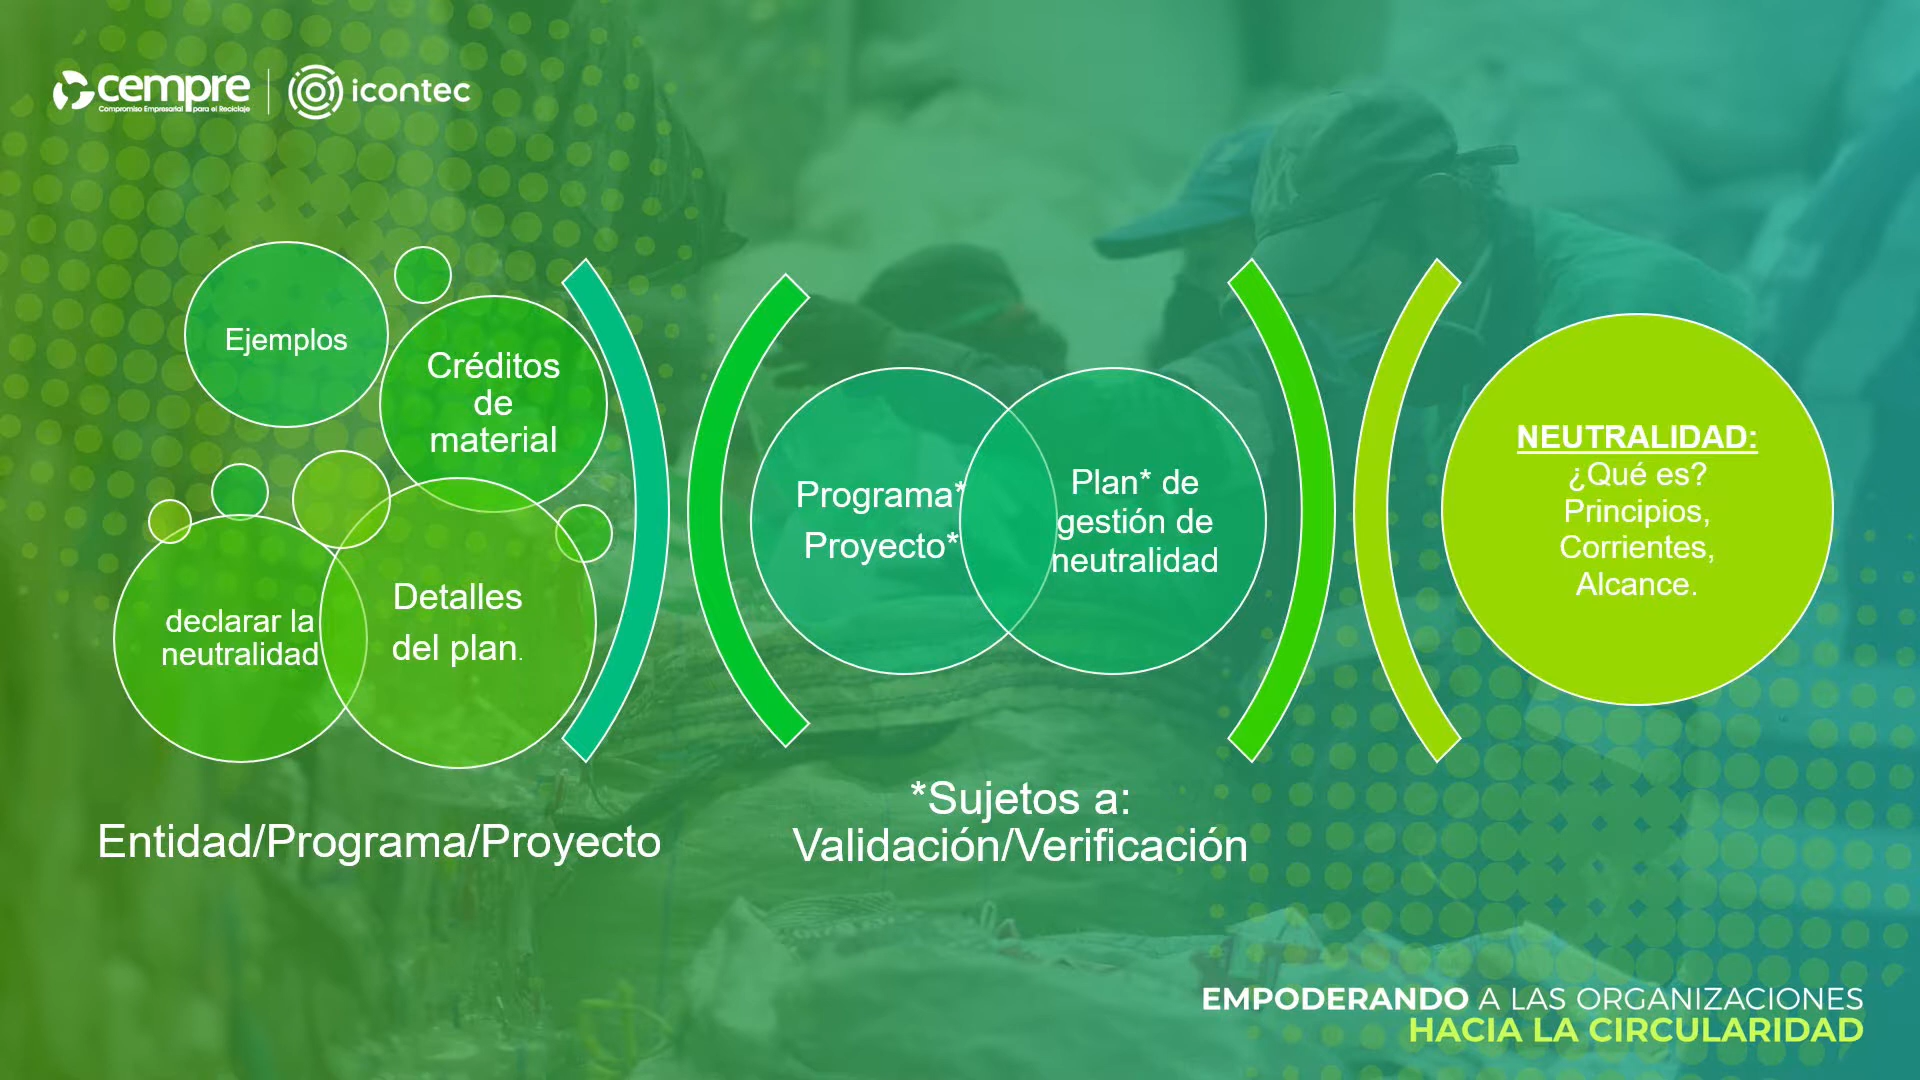 cempre
Compromiso Empresarial para el Reciclaje
icontec
Ejemplos
Créditos
de
material
declarar la
neutralidad
Detalles
del plan.
Entidad/Programa/Proyecto
Programa*
Proyecto*
Plan* de
gestión de
neutralidad
*Sujetos a:
Validación/Verificación
NEUTRALIDAD:
¿Qué es?
Principios,
Corrientes,
Alcance.
EMPODERANDO A LAS ORGANIZACIONES
HACIA LA CIRCULARIDAD